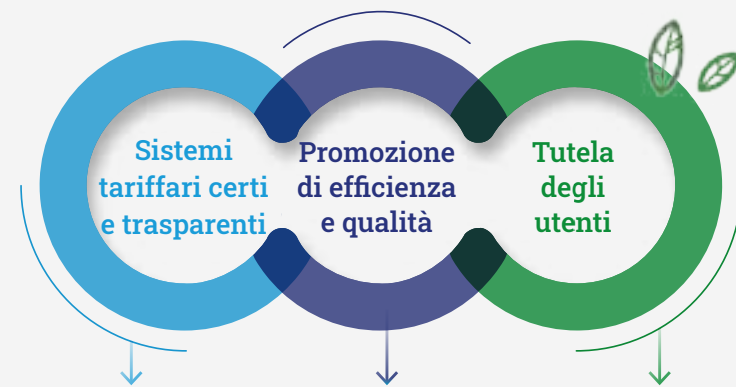 Sistemi
tariffari certi
e trasparenti
Promozione
di efficienza
e qualità
Tutela
degli
utenti